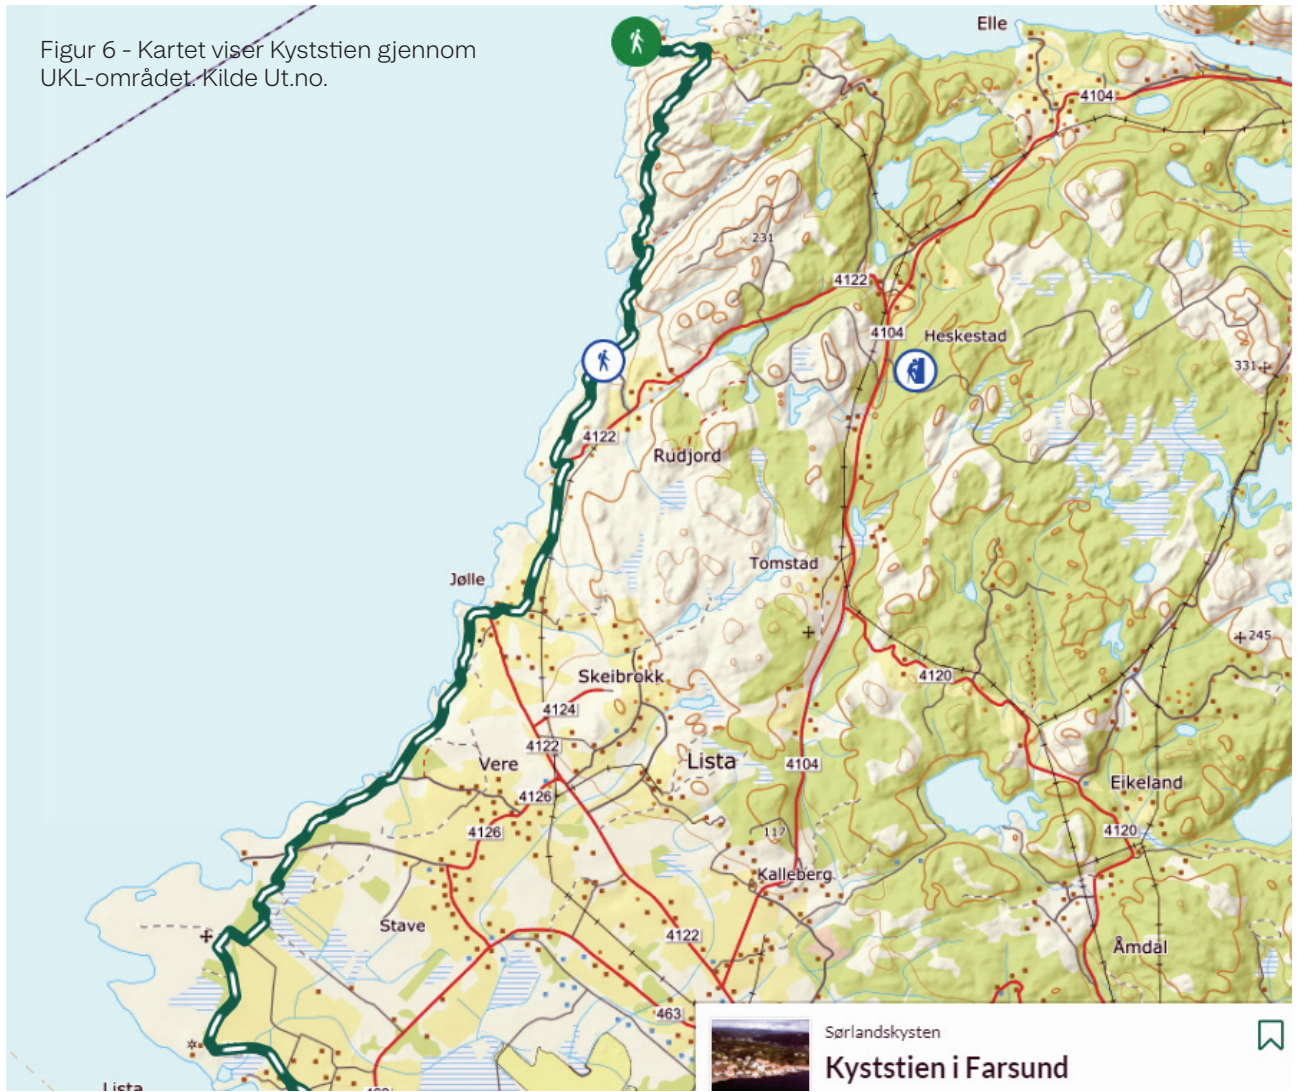 Figur 6 - Kartet viser Kyststien gjennom
UKL-området. Kilde Ut.no.
Elle
4104
231
4122
4104
Heskestad
331
4122
Rudjord
Tomstad
Jølle
245
4120
Skeibrokk
4124
4122
Vere
Lista
4104
4126
Eikeland
4126
4120
117
Kalleberg
Stave
4122
Åmdal
463
Sørlandskysten
Kyststien i Farsund
Lista